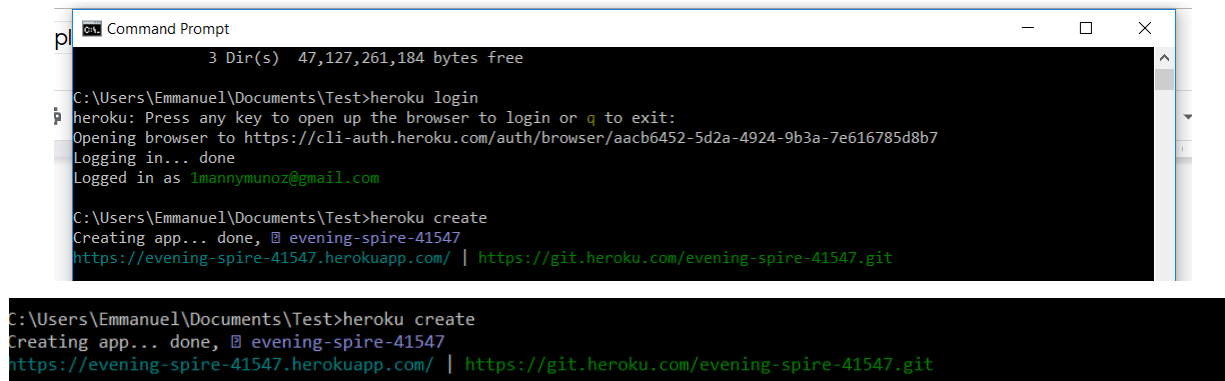 pl
Command Prompt
3 Dir(s)  47,127,261,184 bytes free
C:\Users\Emmanuel\Documents\Test>heroku login
heroku: Press any key to open up the browser to login or q to exit:
Opening browser to https://cli-auth.heroku.com/auth/browser/aacb6452-5d2a-4924-9b3a-7e616785d8b7
Logging in... done
Logged in as 1mannymunoz@gmail.com
C:\Users\Emmanuel\Documents\Test>heroku create
Creating app... done, ⍰ evening-spire-41547
https://evening-spire-41547.herokuapp.com/ | https://git.heroku.com/evening-spire-41547.git
C:\Users\Emmanuel\Documents\Test>heroku create
Creating app... done, ⍰ evening-spire-41547
https://evening-spire-41547.herokuapp.com/ | https://git.heroku.com/evening-spire-41547.git